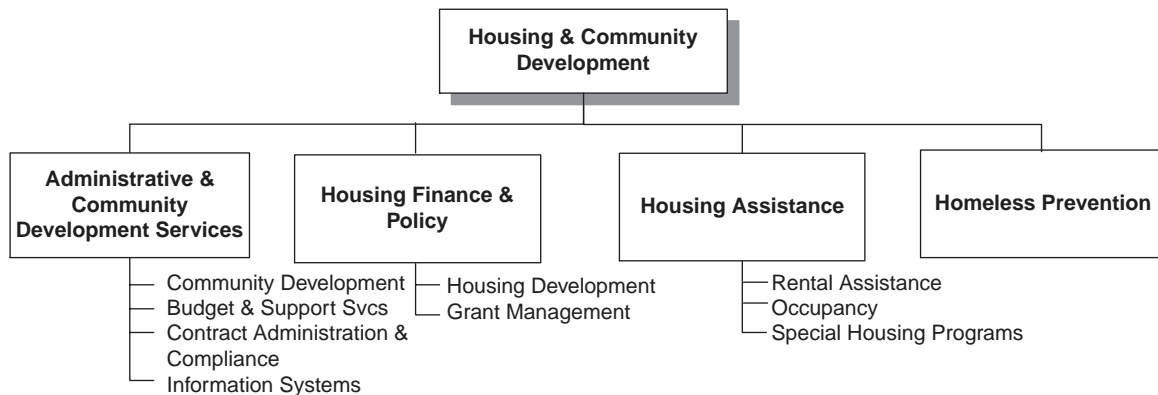 Housing & Community
Development
Administrative &
Community
Development Services
Housing Finance &
Policy
Housing Assistance
Homeless Prevention
Community Development
Budget & Support Svcs
Contract Administration &
Compliance
Information Systems
Housing Development
Grant Management
Rental Assistance
Occupancy
Special Housing Programs